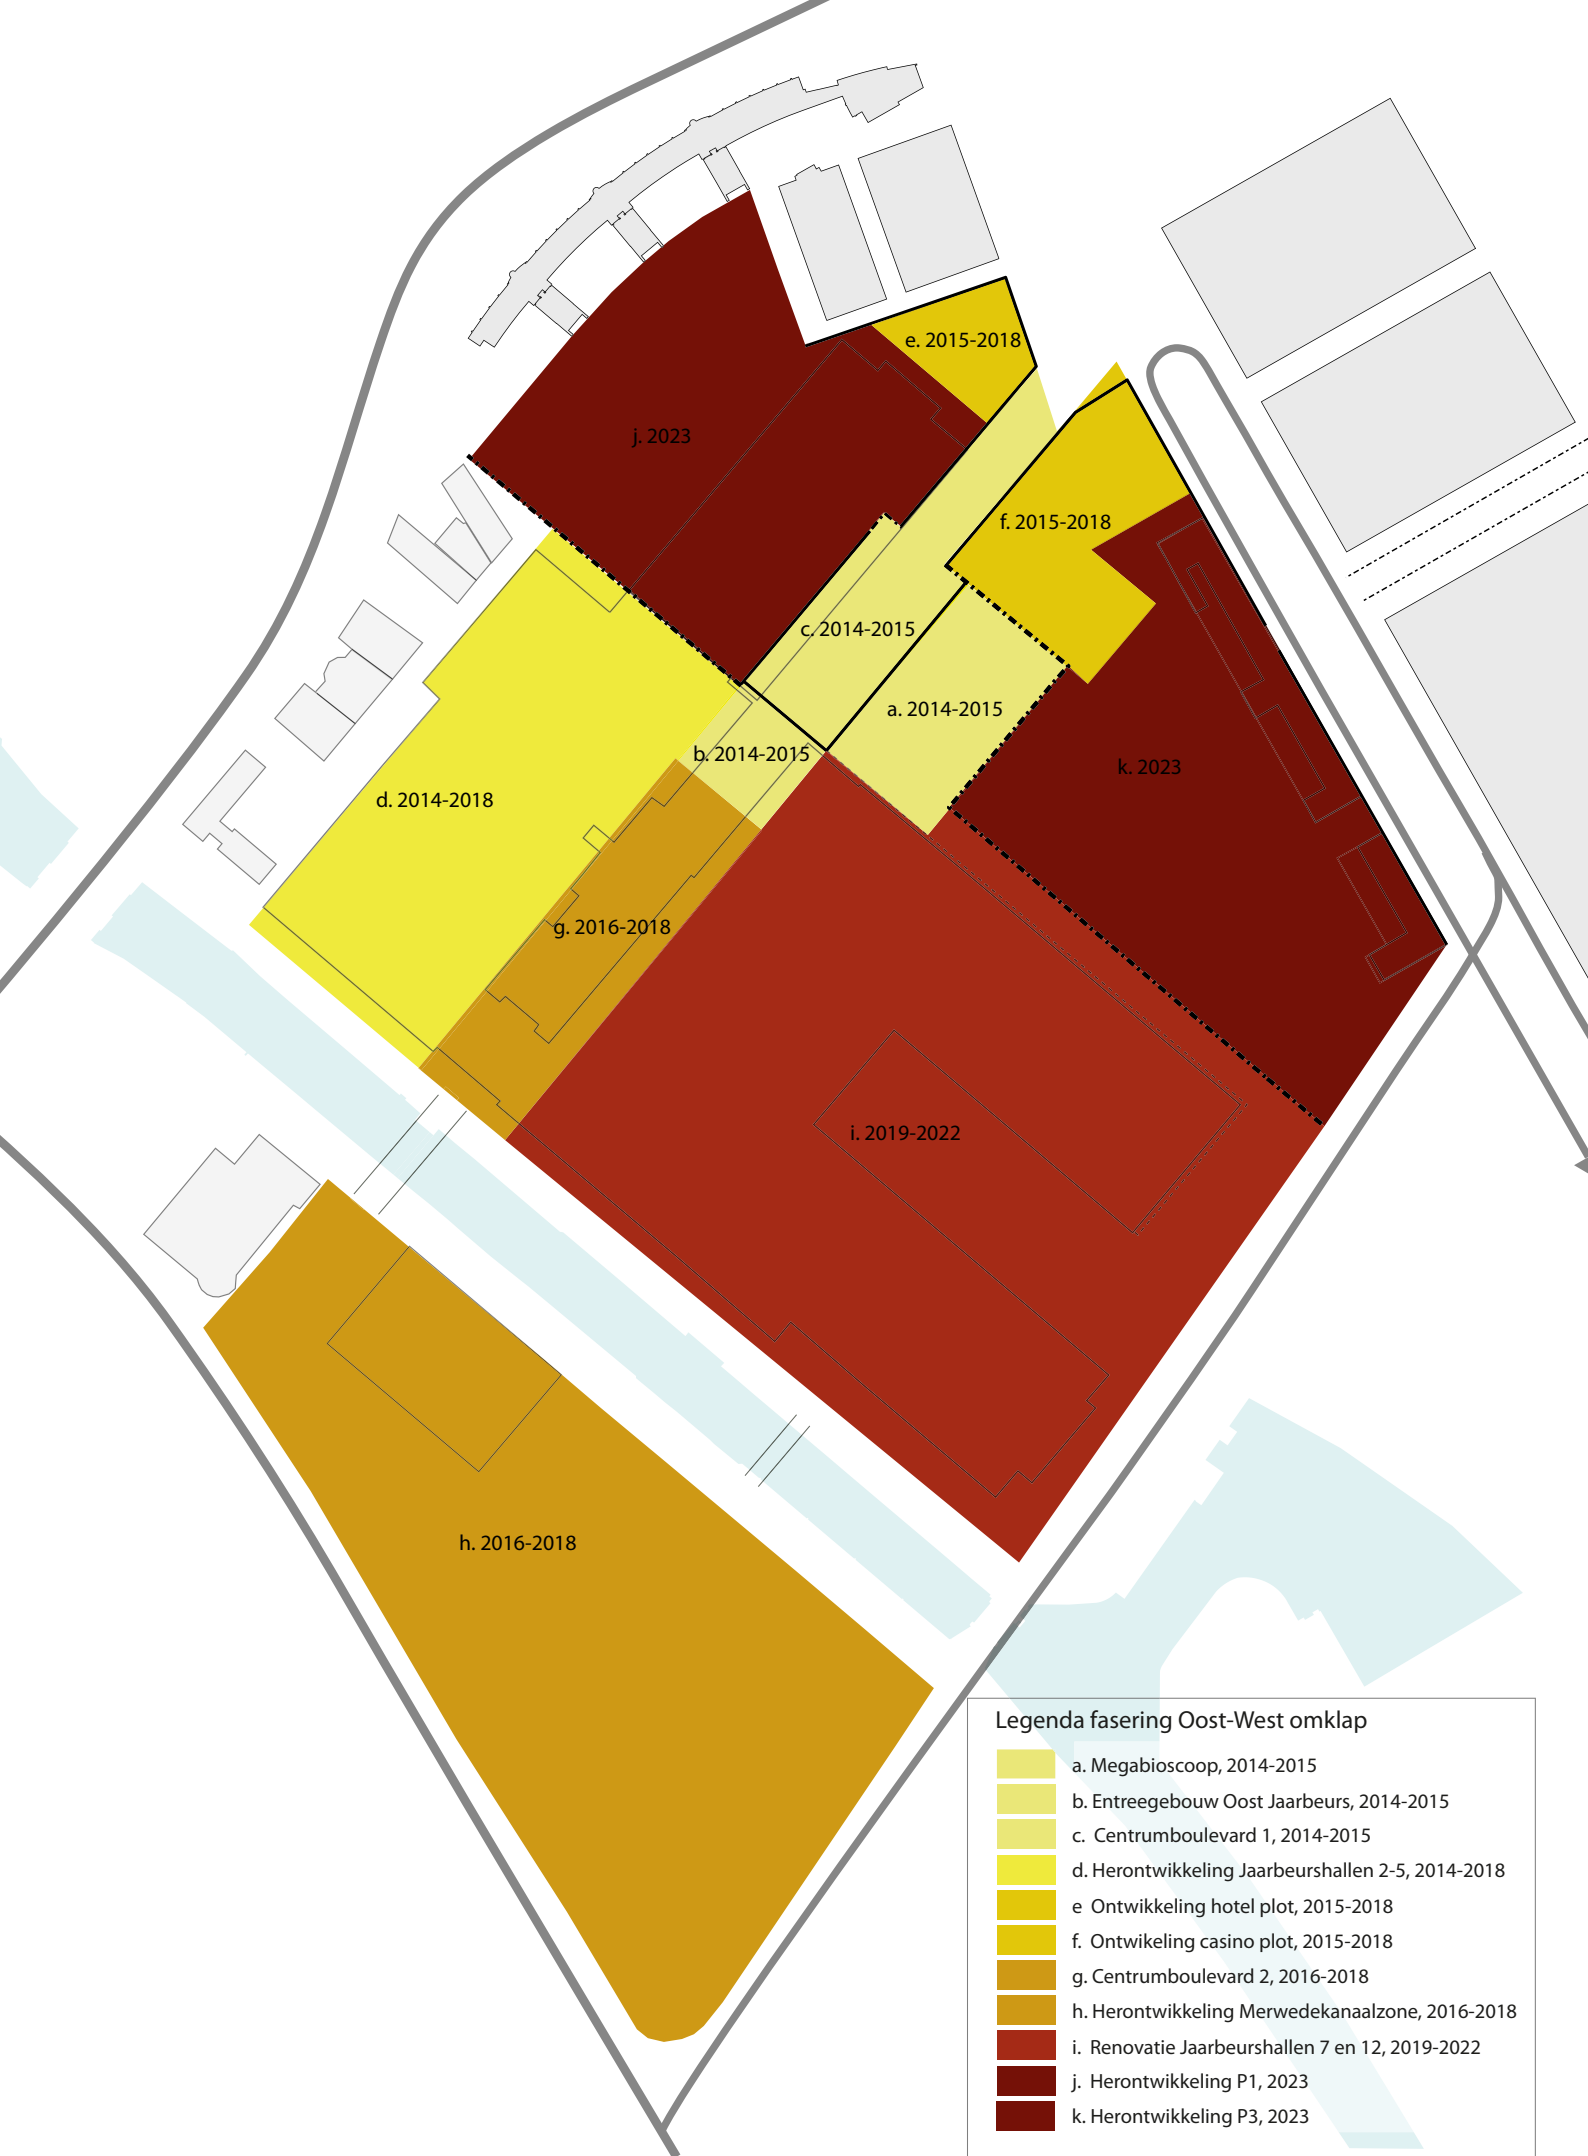 e. 2015-2018
j. 2023
f. 2015-2018
c. 2014-2015
a. 2014-2015
b. 2014-2015
k. 2023
d. 2014-2018
g. 2016-2018
i. 2019-2022
h. 2016-2018
Legenda fasering Oost-West omklap
a. Megabioscoop, 2014-2015
b. Entreegebouw Oost Jaarbeurs, 2014-2015
c. Centrumboulevard 1, 2014-2015
d. Herontwikkeling Jaarbeurshallen 2-5, 2014-2018
e Ontwikkeling hotel plot, 2015-2018
f. Ontwikeling casino plot, 2015-2018
g. Centrumboulevard 2, 2016-2018
h. Herontwikkeling Merwedekanaalzone, 2016-2018
i. Renovatie Jaarbeurshallen 7 en 12, 2019-2022
j. Herontwikkeling P1, 2023
k. Herontwikkeling P3, 2023